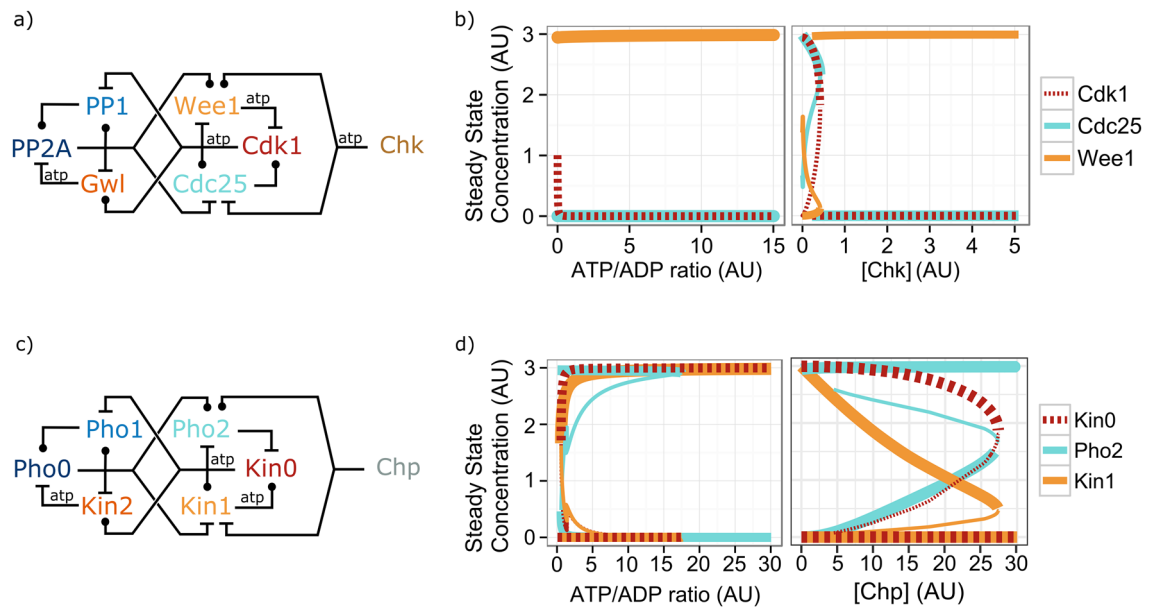 a)
PP1
PP2A
Gwl
Wee1
atp
atp
Cdk1
Cdc25
atp
atp
Chk
b)
Steady State
Concentration (AU)
3
2
1
0
0
5
10
15
ATP/ADP ratio (AU)
0
1
2
3
4
5
[Chk] (AU)
Cdk1
Cdc25
Wee1
c)
Pho1
Pho0
Kin2
atp
Pho2
atp
Kin0
Kin1
atp
Chp
d)
Steady State
Concentration (AU)
3
2
1
0
0
5
10
15
20
25
30
ATP/ADP ratio (AU)
0
5
10
15
20
25
30
[Chp] (AU)
Kin0
Pho2
Kin1